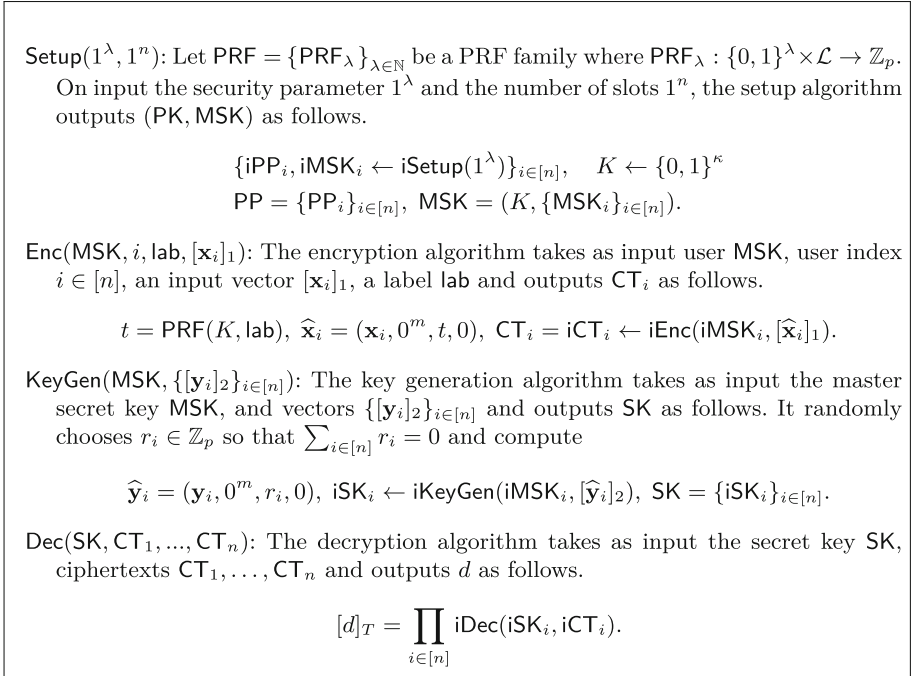 Setup(1^λ, 1^n): Let PRF = {PRF_λ}_{λ∈ℕ} be a PRF family where PRF_λ : {0, 1}^λ×ℒ → ℤ_p.
On input the security parameter 1^λ and the number of slots 1^n, the setup algorithm
outputs (PK, MSK) as follows.
{iPP_i, iMSK_i ← iSetup(1^λ)}_{i∈[n]}, K ← {0, 1}^κ
PP = {PP_i}_{i∈[n]}, MSK = (K, {MSK_i}_{i∈[n]}).
Enc(MSK, i, lab, [x_i]_1): The encryption algorithm takes as input user MSK, user index
i ∈ [n], an input vector [x_i]_1, a label lab and outputs CT_i as follows.
t = PRF(K, lab), x̂_i = (x_i, 0^m, t, 0), CT_i = iCT_i ← iEnc(iMSK_i, [x̂_i]_1).
KeyGen(MSK, {[y_i]_2}_{i∈[n]}): The key generation algorithm takes as input the master
secret key MSK, and vectors {[y_i]_2}_{i∈[n]} and outputs SK as follows. It randomly
chooses r_i ∈ ℤ_p so that ∑_{i∈[n]} r_i = 0 and compute
ŷ_i = (y_i, 0^m, r_i, 0), iSK_i ← iKeyGen(iMSK_i, [ŷ_i]_2), SK = {iSK_i}_{i∈[n]}.
Dec(SK, CT_1, ..., CT_n): The decryption algorithm takes as input the secret key SK,
ciphertexts CT_1, . . . , CT_n and outputs d as follows.
[d]_T = ∏_{i∈[n]} iDec(iSK_i, iCT_i).